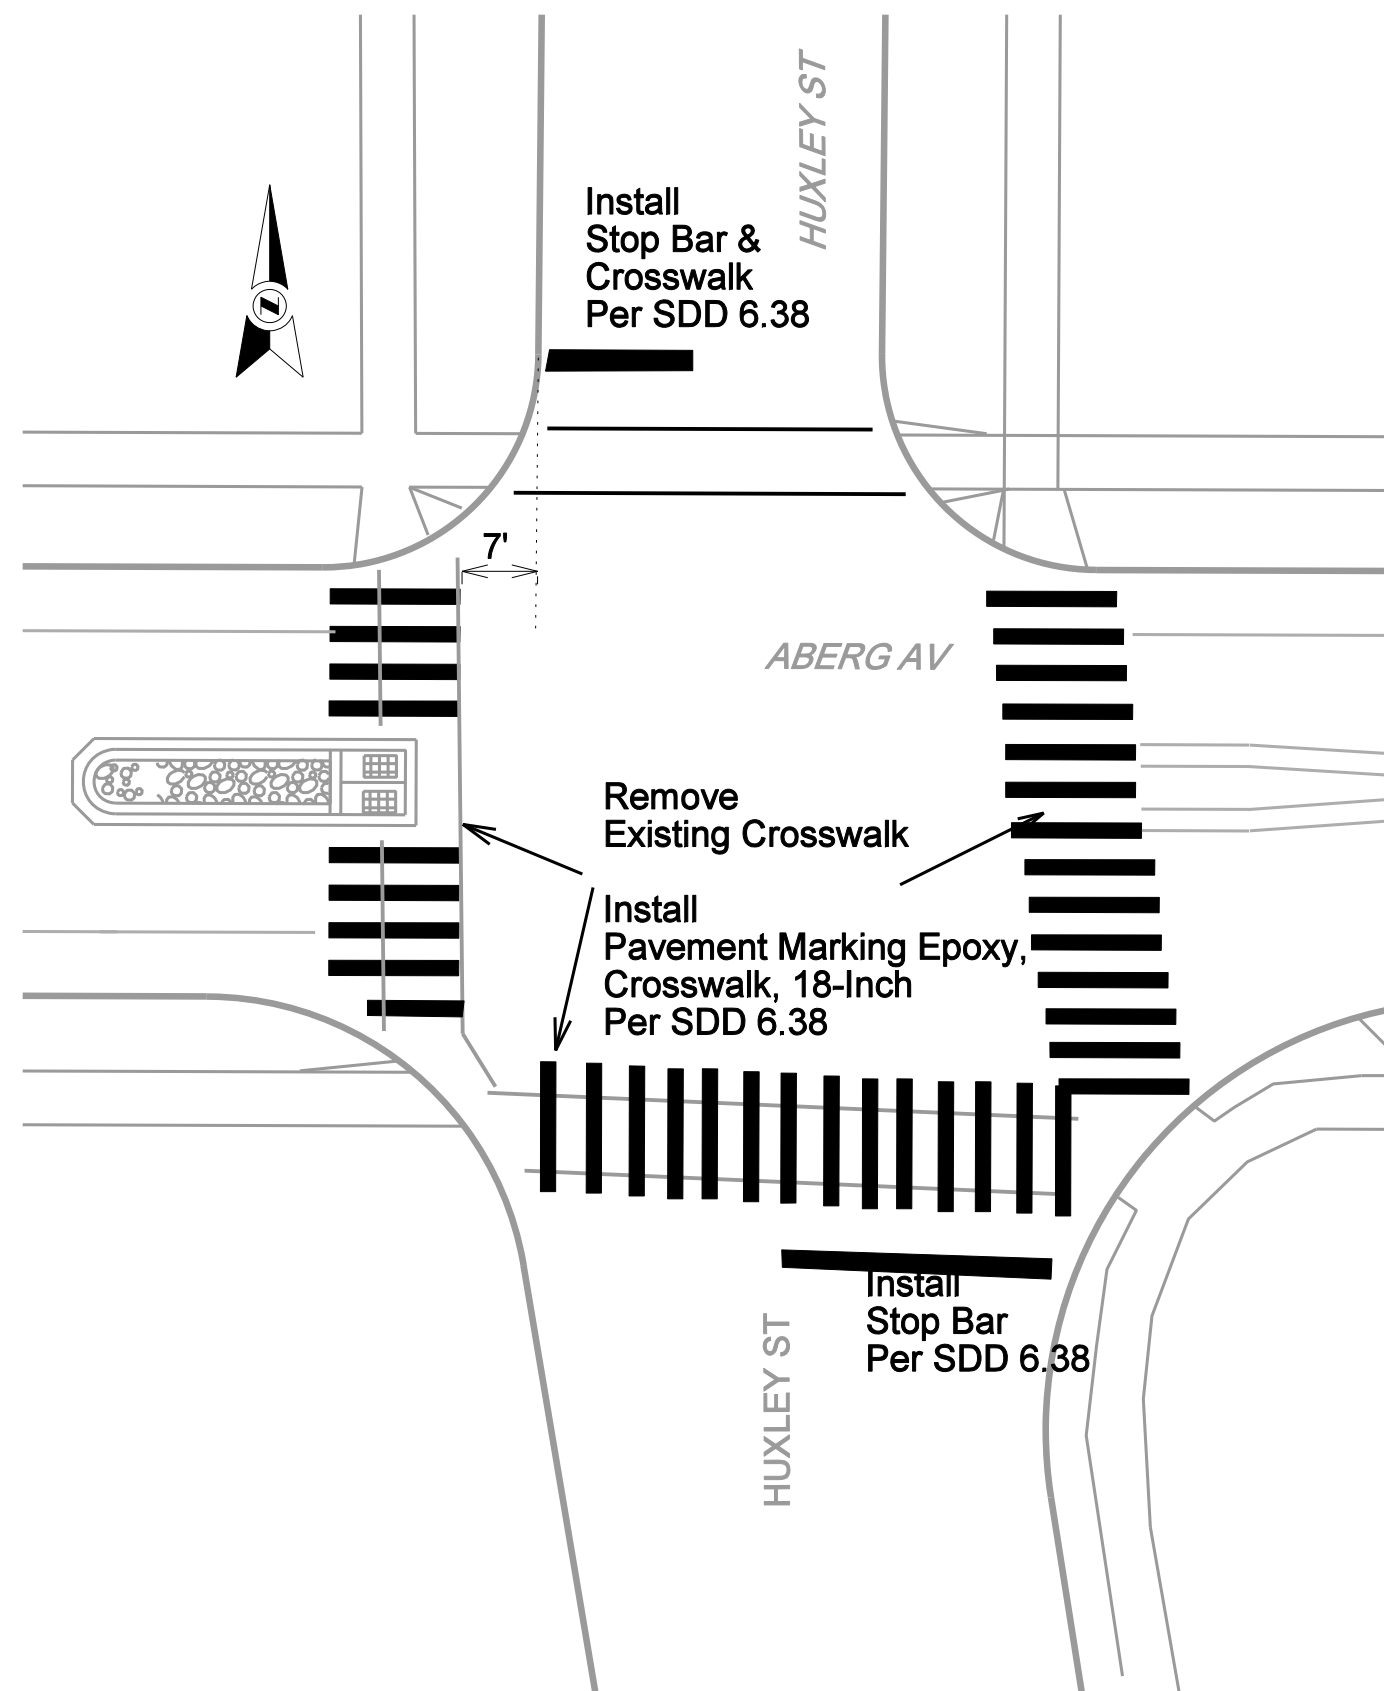 HUXLEY ST
Install
Stop Bar &
Crosswalk
Per SDD 6.38
N
7'
ABERG AV
Remove
Existing Crosswalk
Install
Pavement Marking Epoxy,
Crosswalk, 18-Inch
Per SDD 6.38
Install
Stop Bar
Per SDD 6.38
HUXLEY ST